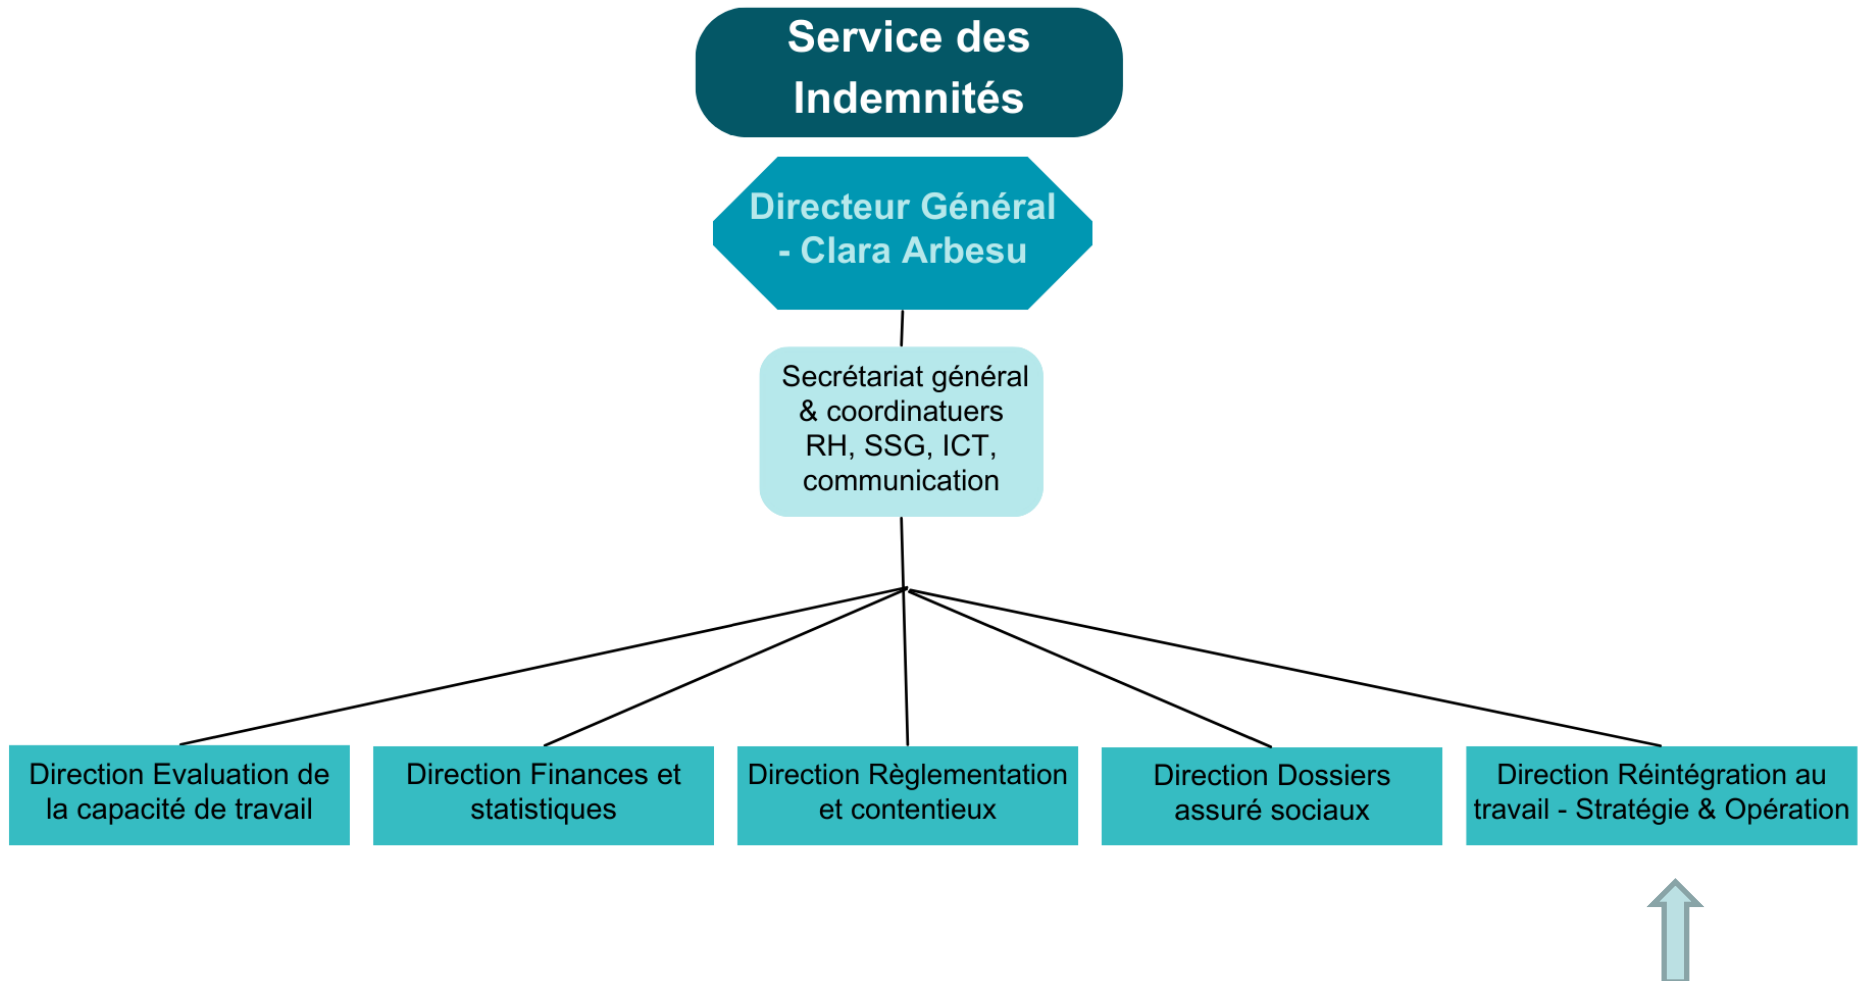 Service des
Indemnités
Directeur Général
- Clara Arbesu
Secrétariat général
& coordinatuers
RH, SSG, ICT,
communication
Direction Evaluation de
la capacité de travail
Direction Finances et
statistiques
Direction Règlementation
et contentieux
Direction Dossiers
assuré sociaux
Direction Réintégration au
travail - Stratégie & Opération